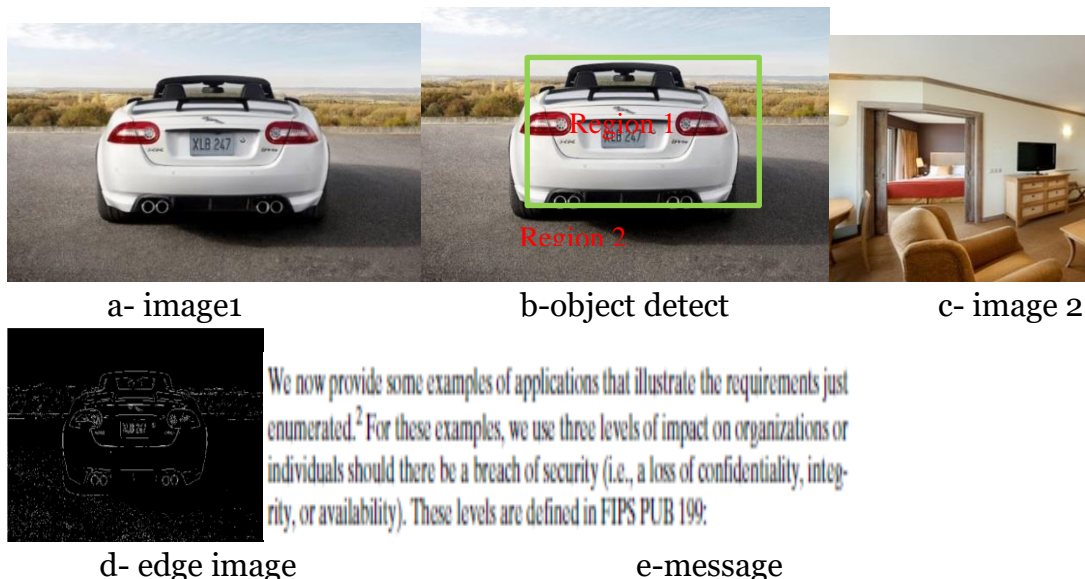 XLB 247
Region 1
XLB 247
Region 2
a- image1
b-object detect
c- image 2
XLB 247
We now provide some examples of applications that illustrate the requirements just
enumerated.2 For these examples, we use three levels of impact on organizations or
individuals should there be a breach of security (i.e., a loss of confidentiality, integ-
rity, or availability). These levels are defined in FIPS PUB 199:
d- edge image
e-message